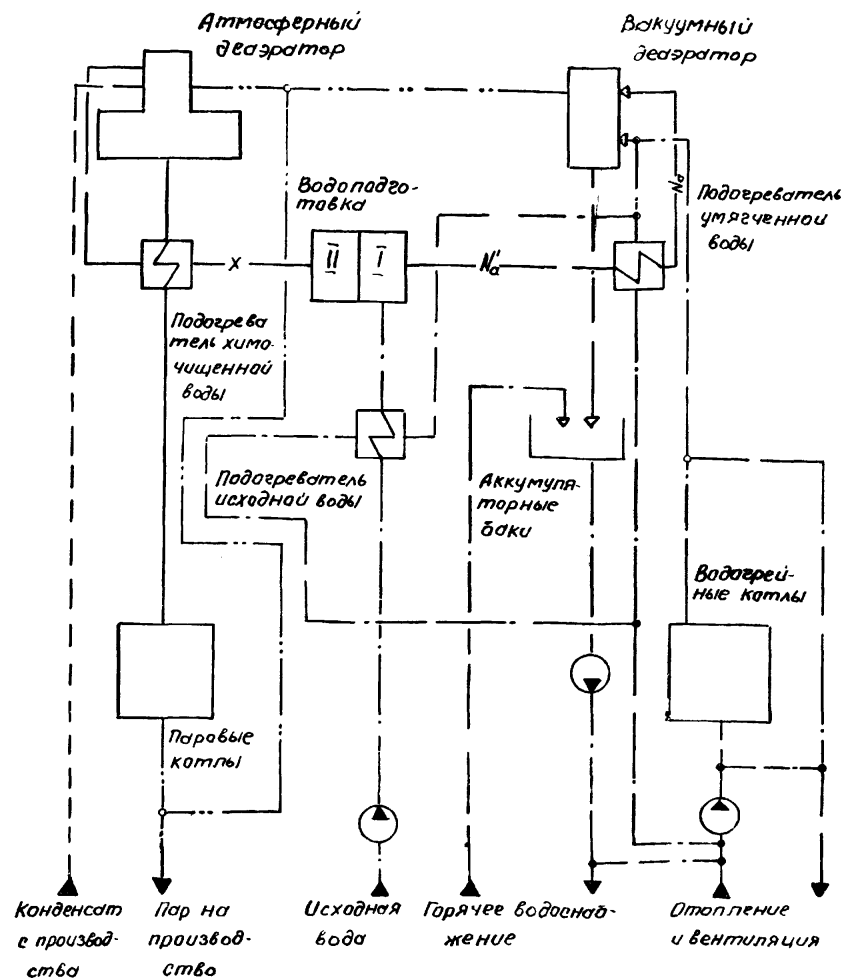 Атмосферный
деаэратор
Вакуумный
деаэратор
Водоподго-
товка
Na
Подогреватель
умягченной
воды
II I
х
Na'
Подогрева
тель химо-
чищенной
воды
Подогреватель
исходной воды
Аккумуля-
торные
баки
Водогрей-
ные котлы
Паровые
котлы
Конденсат
с производ-
ства
Пар на
производ-
ство
Исходная
вода
Горячее водоснаб-
жение
Отопление
и вентиляция